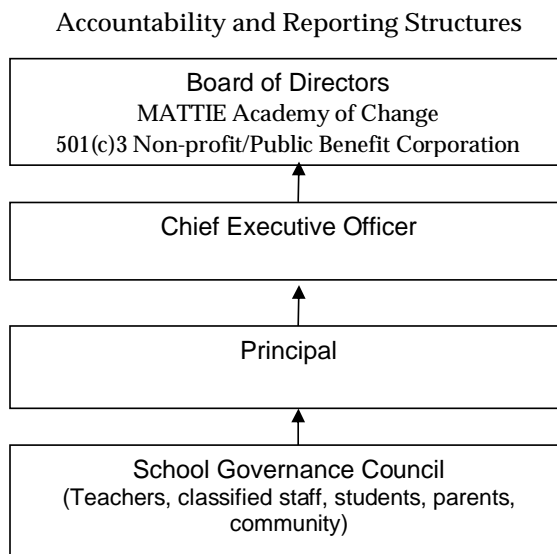 Accountability and Reporting Structures
Board of Directors
MATTIE Academy of Change
501(c)3 Non-profit/Public Benefit Corporation
Chief Executive Officer
Principal
School Governance Council
(Teachers, classified staff, students, parents,
community)